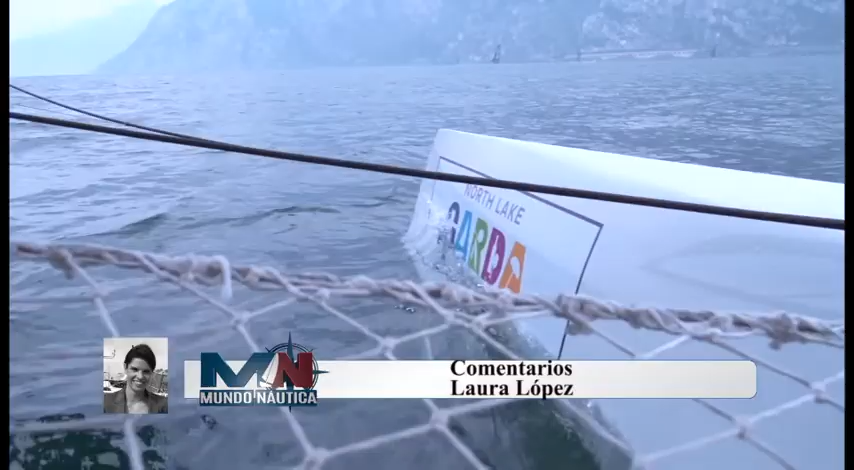 NORTH LAKE
GARDA
MN
MUNDO NÁUTICA
Comentarios
Laura López